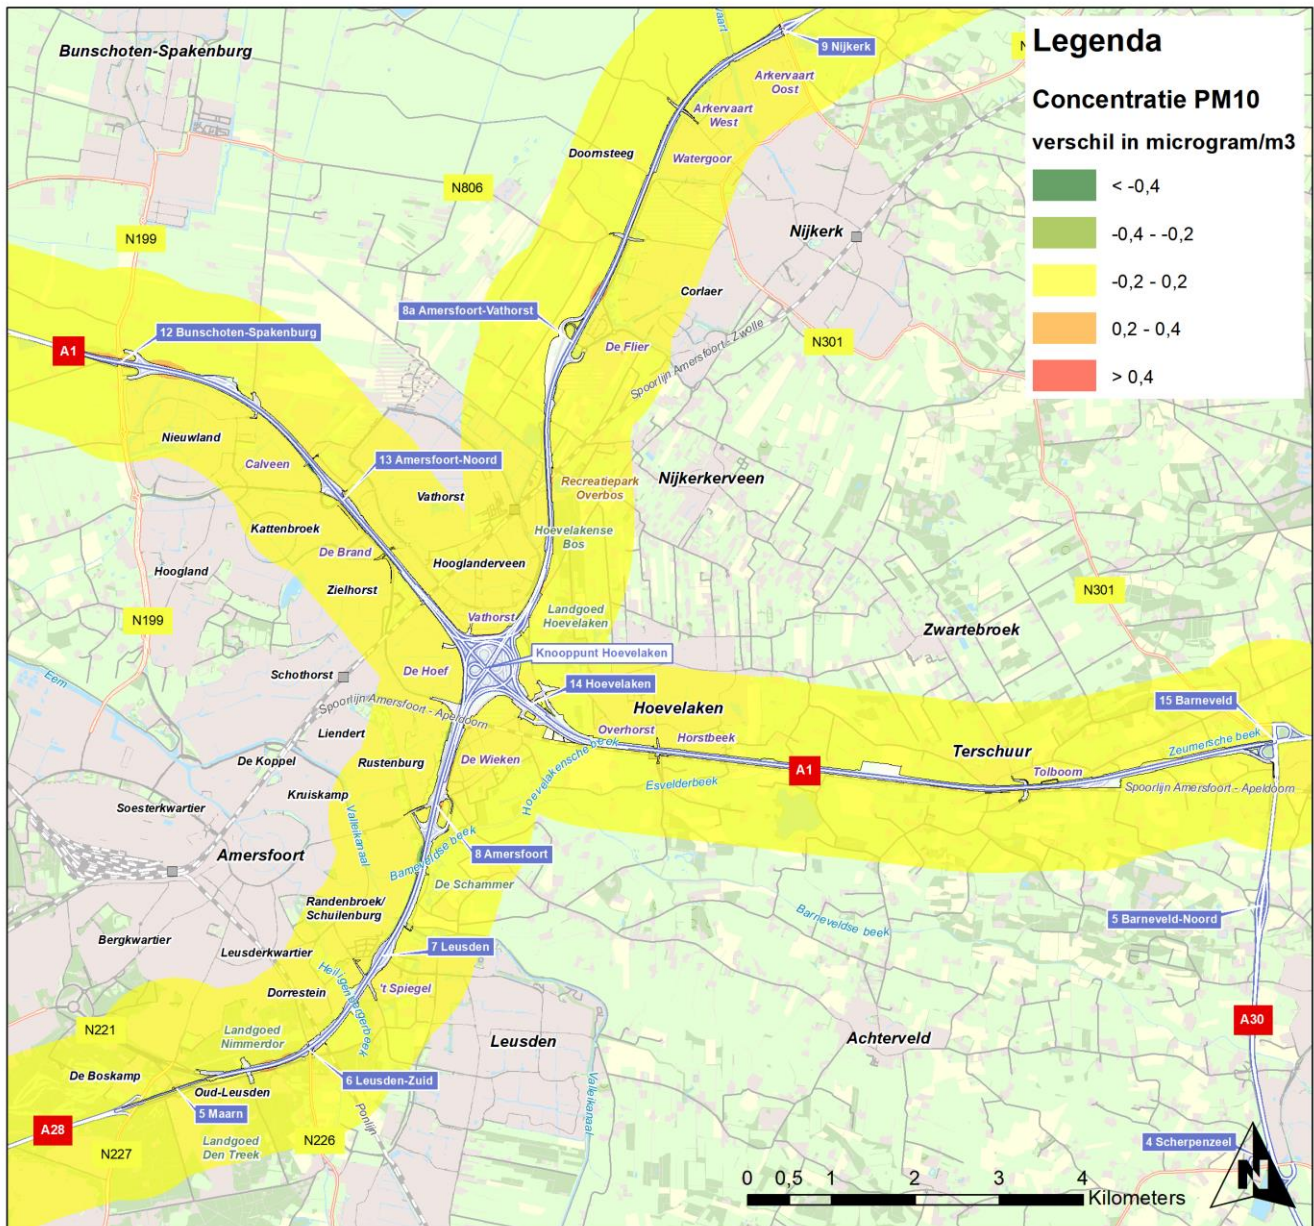 Bunschoten-Spakenburg
vaart
9 Nijkerk
Arkervaart
Oost
Arkervaart
West
Doornsteeg
Watergoor
N806
N199
Nijkerk
Corlaer
8a Amersfoort-Vathorst
12 Bunschoten-Spakenburg
A1
De Flier
Spoorlijn Amersfoort - Zwolle
N301
Nieuwland
Calveen
13 Amersfoort-Noord
Vathorst
Recreatiepark
Overbos
Nijkerkerveen
Kattenbroek
De Brand
Hoevelakense
Bos
Hooglanderveen
Hoogland
Zielhorst
N199
N301
Vathorst
Landgoed
Hoevelaken
Zwartebroek
Knooppunt Hoevelaken
Eem
Schothorst
De Hoef
14 Hoevelaken
Spoorlijn Amersfoort - Apeldoorn
Hoevelaken
15 Barneveld
Liendert
Overhorst
Horstbeek
Terschuur
Zeumersche beek
De Koppel
Rustenburg
De Wieken
Hoevelakensche beek
A1
Tolboom
Esvelderbeek
Spoorlijn Amersfoort - Apeldoorn
Kruiskamp
Soesterkwartier
Valleikanaal
Barneveldse beek
8 Amersfoort
Amersfoort
De Schammer
Randenbroek/
Schuilenburg
Barneveldse beek
5 Barneveld-Noord
Bergkwartier
Leusderkwartier
7 Leusden
Heiligenbergerbeek
't Spiegel
Dorrestein
N221
Landgoed
Nimmerdor
Leusden
Achterveld
A30
De Boskamp
Oud-Leusden
6 Leusden-Zuid
5 Maarn
Valleikanaal
Ponlijn
A28
N227
Landgoed
Den Treek
N226
4 Scherpenzeel
N
0 0,5 1 2 3 4
Kilometers
Legenda
Concentratie PM10
verschil in microgram/m3
< -0,4
-0,4 - -0,2
-0,2 - 0,2
0,2 - 0,4
> 0,4